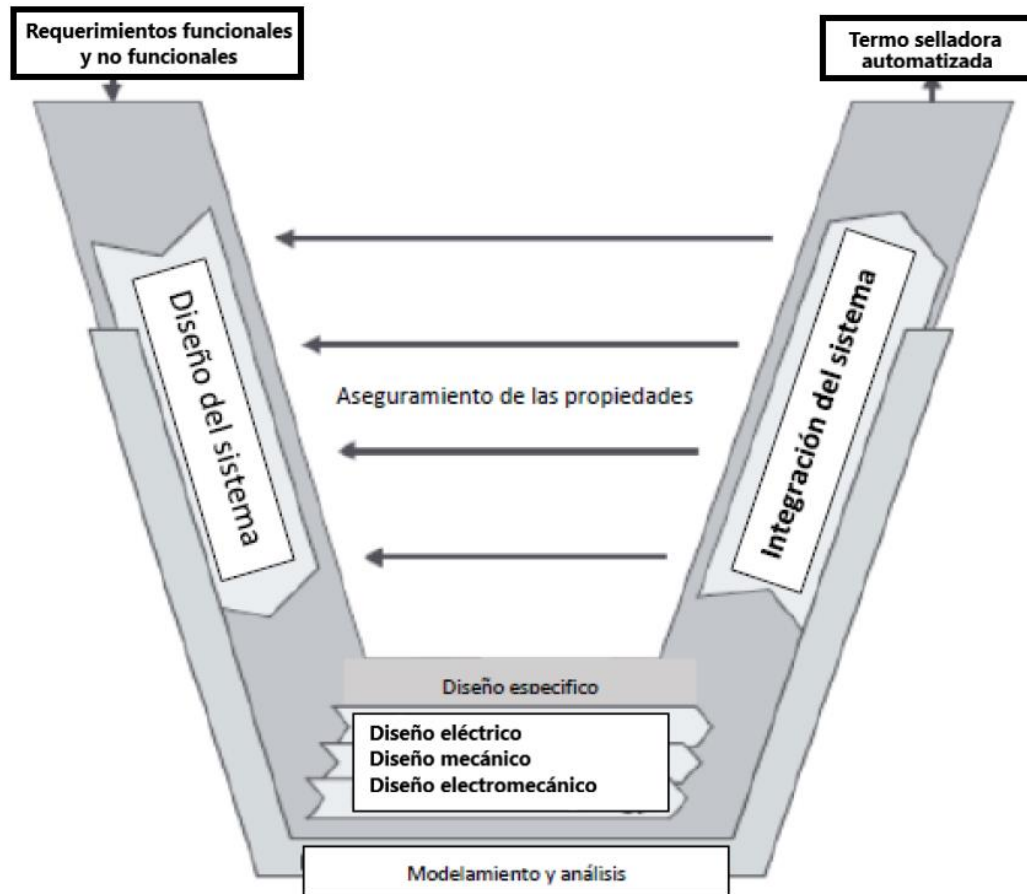 Requerimientos funcionales
y no funcionales
Termo selladora
automatizada
Diseño del sistema
Aseguramiento de las propiedades
Integración del sistema
Diseño especifico
Diseño eléctrico
Diseño mecánico
Diseño electromecánico
Modelamiento y análisis